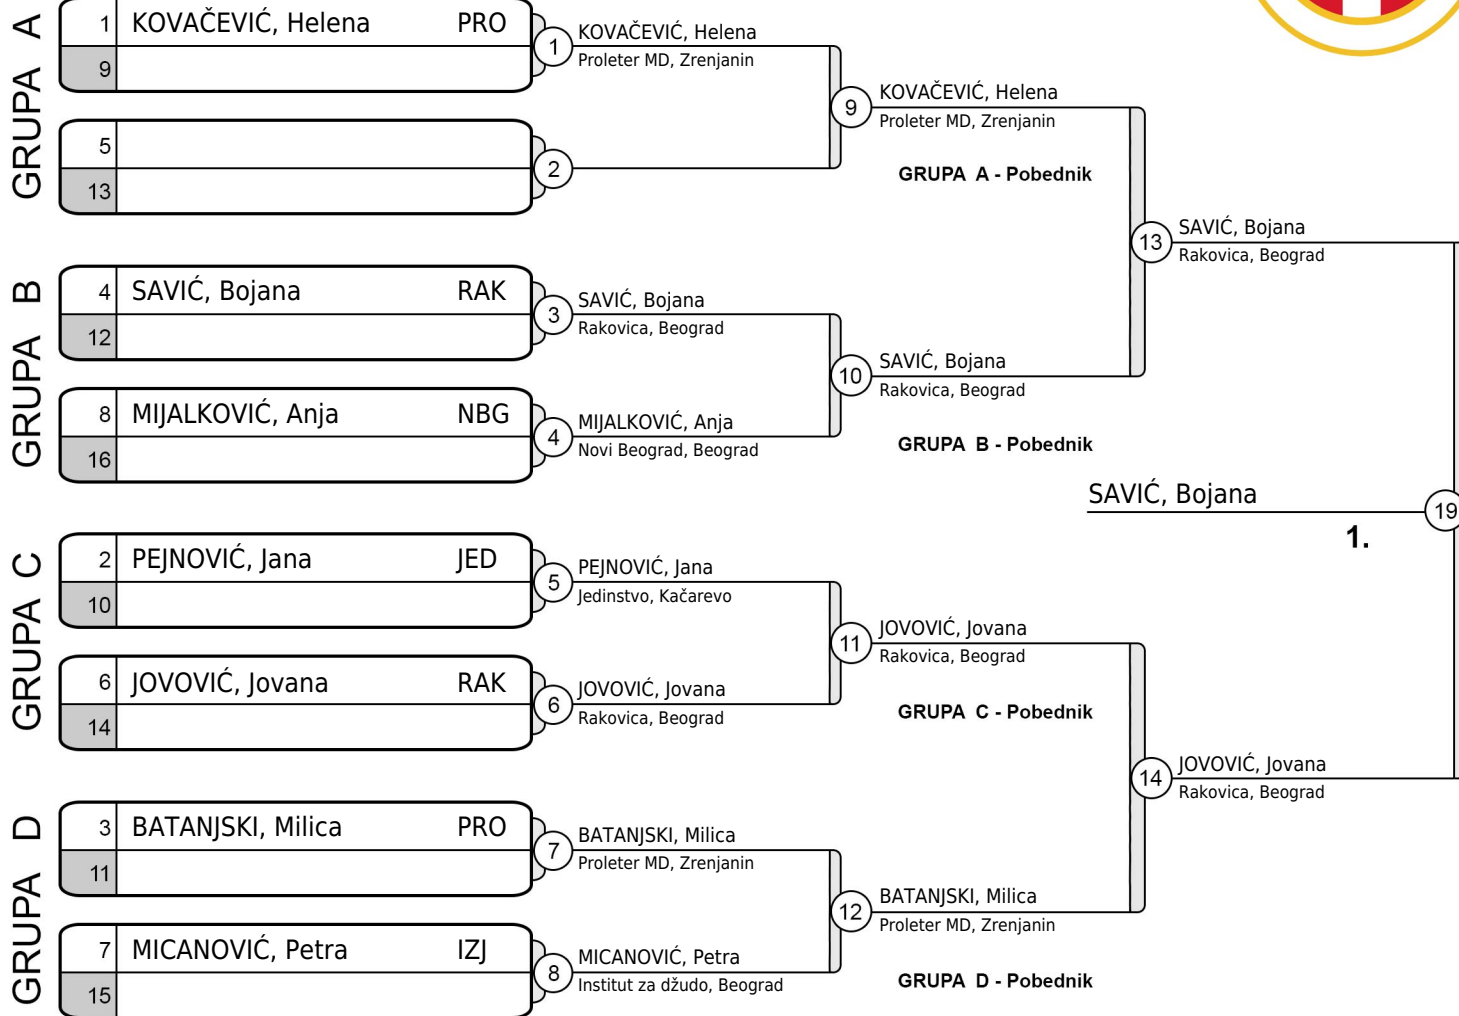 GRUPA A
1 KOVAČEVIĆ, Helena PRO
9
5
13
1
KOVAČEVIĆ, Helena
Proleter MD, Zrenjanin
2
9
KOVAČEVIĆ, Helena
Proleter MD, Zrenjanin
GRUPA A - Pobednik
GRUPA B
4 SAVIĆ, Bojana RAK
12
8 MIJALKOVIĆ, Anja NBG
16
3
SAVIĆ, Bojana
Rakovica, Beograd
4
MIJALKOVIĆ, Anja
Novi Beograd, Beograd
10
SAVIĆ, Bojana
Rakovica, Beograd
GRUPA B - Pobednik
13
SAVIĆ, Bojana
Rakovica, Beograd
SAVIĆ, Bojana
19
1.
GRUPA C
2 PEJNOVIĆ, Jana JED
10
6 JOVOVIĆ, Jovana RAK
14
5
PEJNOVIĆ, Jana
Jedinstvo, Kačarevo
6
JOVOVIĆ, Jovana
Rakovica, Beograd
11
JOVOVIĆ, Jovana
Rakovica, Beograd
GRUPA C - Pobednik
14
JOVOVIĆ, Jovana
Rakovica, Beograd
GRUPA D
3 BATANJSKI, Milica PRO
11
7 MICANOVIĆ, Petra IZJ
15
7
BATANJSKI, Milica
Proleter MD, Zrenjanin
8
MICANOVIĆ, Petra
Institut za džudo, Beograd
12
BATANJSKI, Milica
Proleter MD, Zrenjanin
GRUPA D - Pobednik